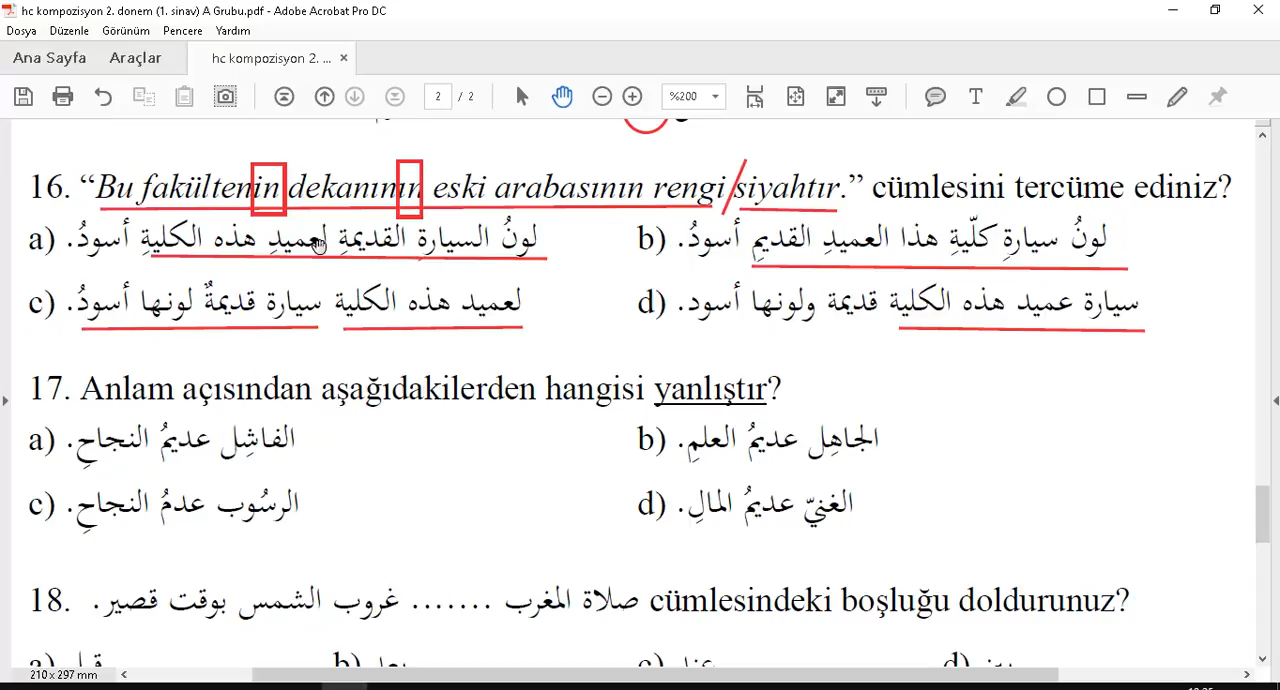 hc kompozisyon 2. donem (1. sinav) A Grubu.pdf - Adobe Acrobat Pro DC
Dosya Düzenle Görünüm Pencere Yardım
Ana Sayfa Araçlar hc kompozisyon 2. ... ×
2 / 2 %200
16. “Bu fakültenin dekanının eski arabasının rengi siyahtır.” cümlesini tercüme ediniz?
a) لونُ السيارةِ القديمةِ لعميدِ هذه الكليةِ أسودُ. b) لونُ سيارةِ كلّيةِ هذا العميدِ القديمِ أسودُ.
c) لعميد هذه الكلية سيارة قديمةٌ لونها أسودُ. d) سيارة عميد هذه الكلية قديمة ولونها أسود.
17. Anlam açısından aşağıdakilerden hangisi yanlıştır?
a) الفاشِل عديمُ النجاحِ. b) الجاهِل عديمُ العلمِ.
c) الرسُوب عدمُ النجاحِ. d) الغنيّ عديمُ المالِ.
18. صلاة المغرب ....... غروب الشمس بوقت قصير. cümlesindeki boşluğu doldurunuz?
a) b) c) d)
210 x 297 mm